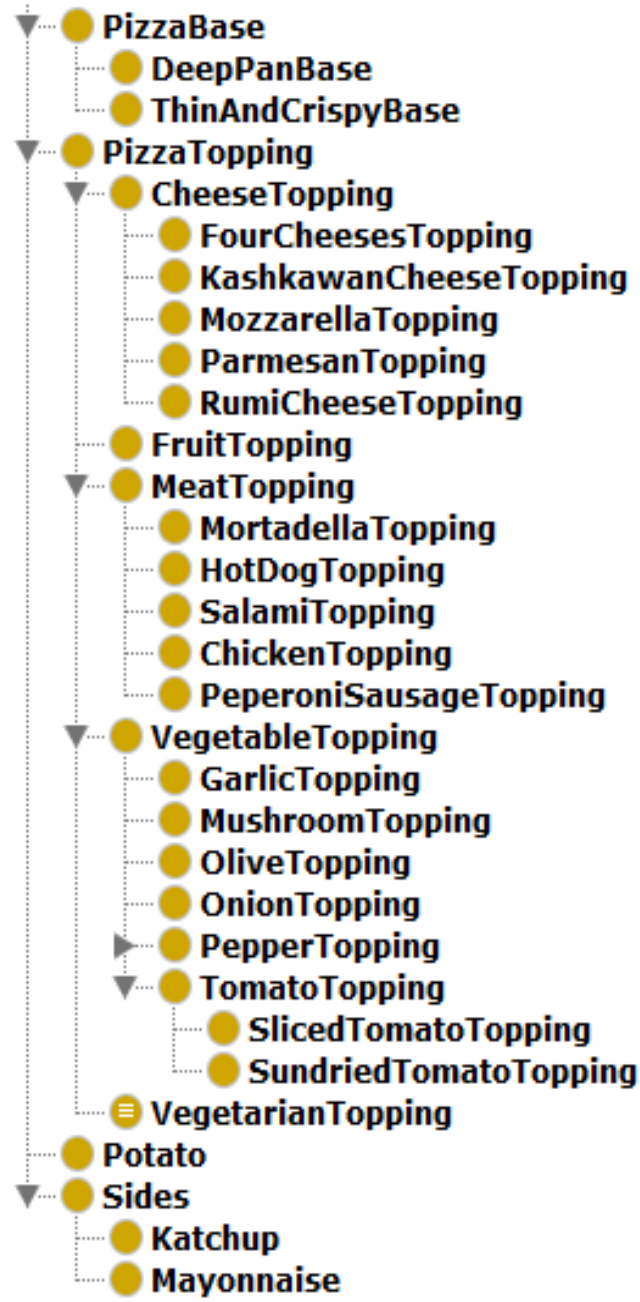 PizzaBase
DeepPanBase
ThinAndCrispyBase
PizzaTopping
CheeseTopping
FourCheesesTopping
KashkawanCheeseTopping
MozzarellaTopping
ParmesanTopping
RumiCheeseTopping
FruitTopping
MeatTopping
MortadellaTopping
HotDogTopping
SalamiTopping
ChickenTopping
PeperoniSausageTopping
VegetableTopping
GarlicTopping
MushroomTopping
OliveTopping
OnionTopping
PepperTopping
TomatoTopping
SlicedTomatoTopping
SundriedTomatoTopping
VegetarianTopping
Potato
Sides
Katchup
Mayonnaise